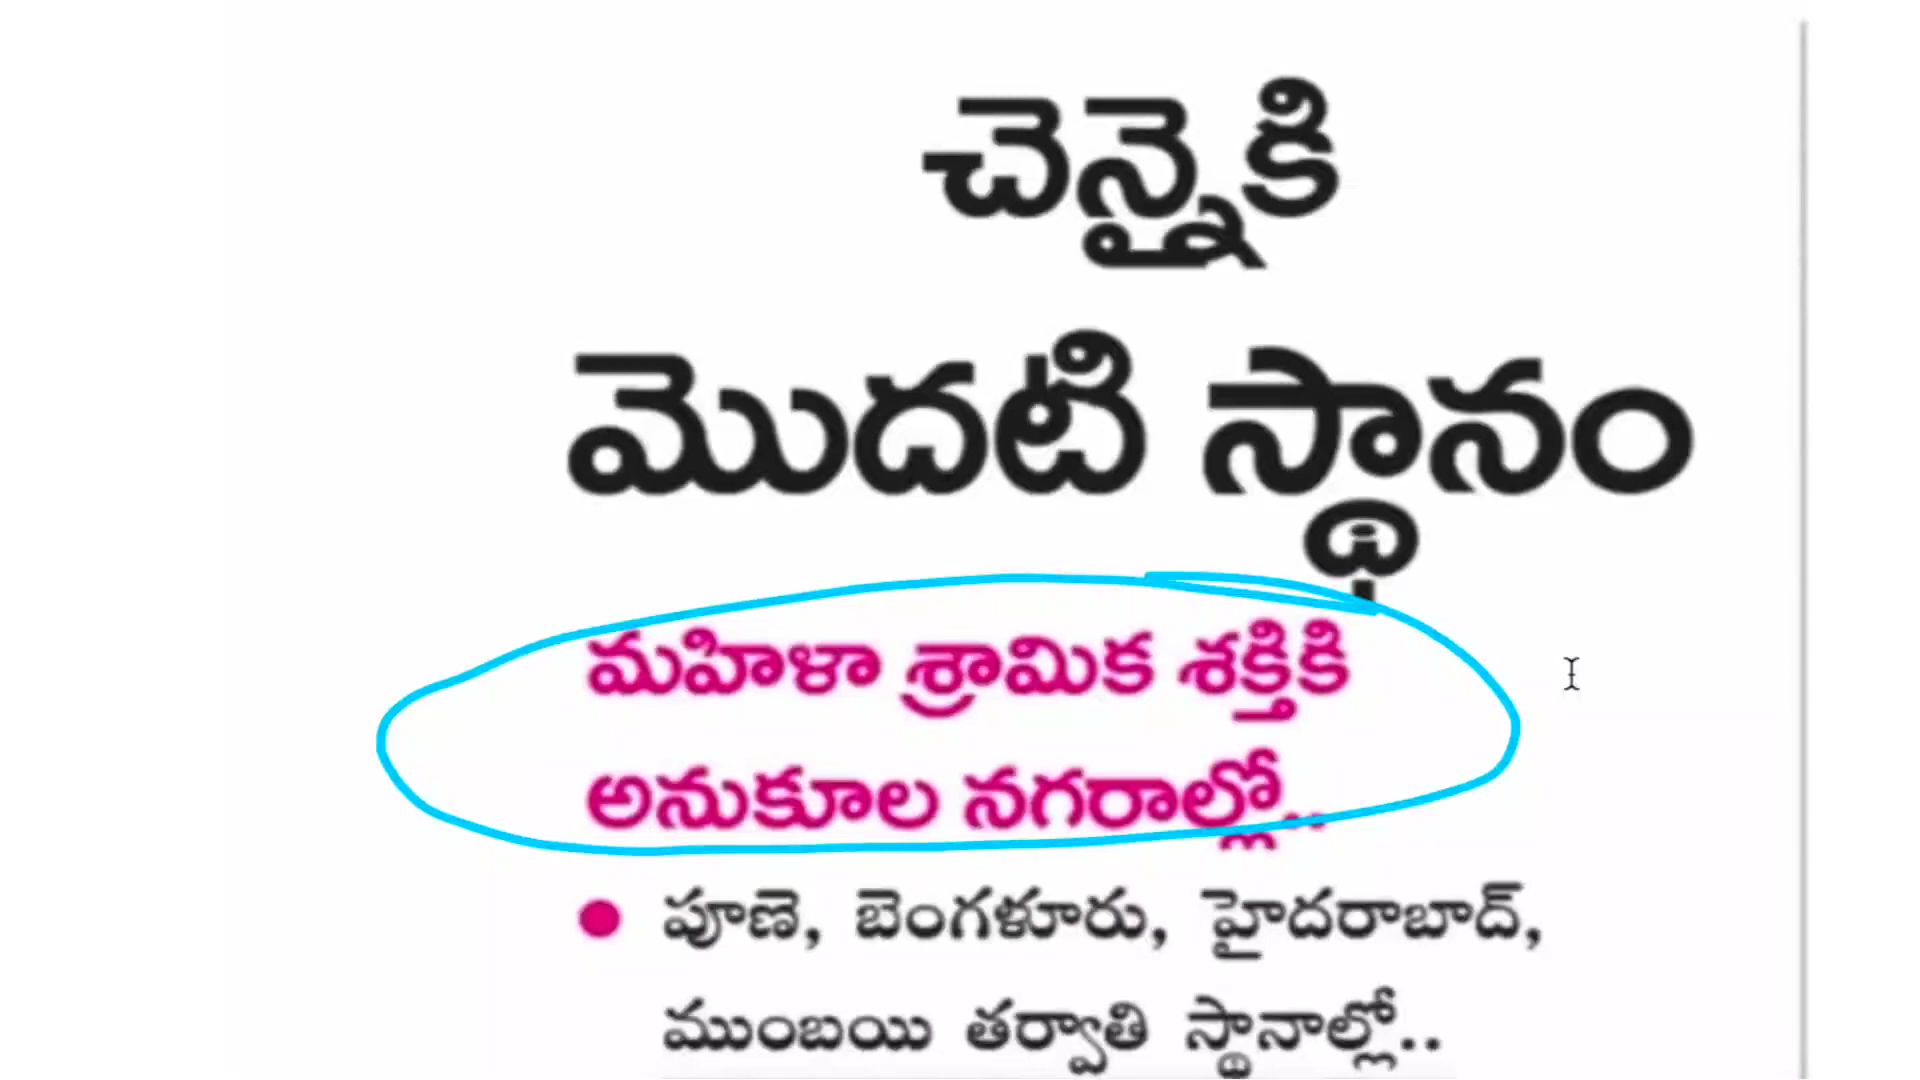 చెన్నైకి
మొదటి స్థానం
మహిళా శ్రామిక శక్తికి
అనుకూల నగరాల్లో..
పూణె, బెంగళూరు, హైదరాబాద్,
ముంబయి తర్వాతి స్థానాల్లో..